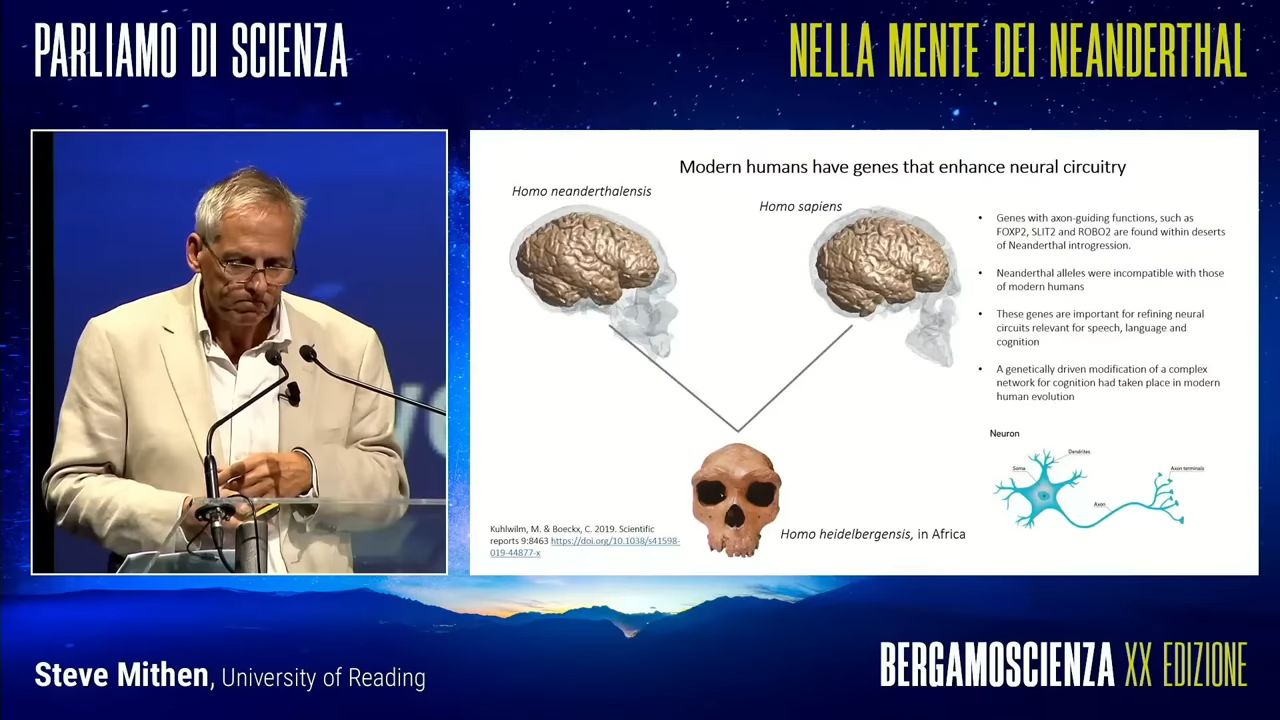 PARLIAMO DI SCIENZA
NELLA MENTE DEI NEANDERTHAL
Modern humans have genes that enhance neural circuitry
Homo neanderthalensis
Homo sapiens
• Genes with axon-guiding functions, such as
FOXP2, SLIT2 and ROBO2 are found within deserts
of Neanderthal introgression.
• Neanderthal alleles were incompatible with those
of modern humans
• These genes are important for refining neural
circuits relevant for speech, language and
cognition
• A genetically driven modification of a complex
network for cognition had taken place in modern
human evolution
Neuron
Dendrites
Soma
Axon terminals
Axon
Kuhlwilm, M. & Boeckx, C. 2019. Scientific
reports 9:8463 https://doi.org/10.1038/s41598-
019-44877-x
Homo heidelbergensis, in Africa
Steve Mithen, University of Reading
BERGAMOSCIENZA XX EDIZIONE